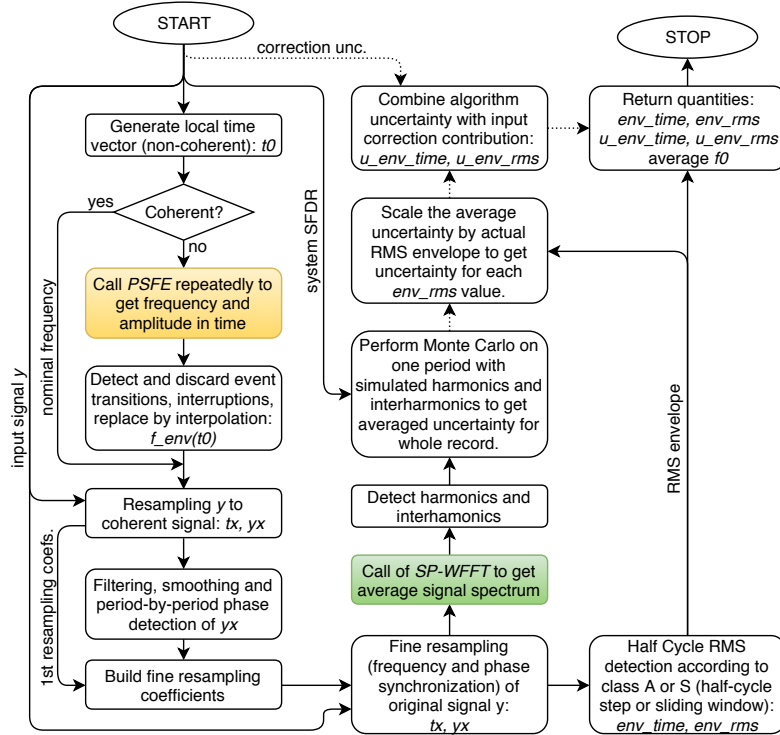 START
correction unc.
STOP
Generate local time
vector (non-coherent): t0
Combine algorithm
uncertainty with input
correction contribution:
u_env_time, u_env_rms
Return quantities:
env_time, env_rms
u_env_time, u_env_rms
average f0
yes
Coherent?
no
system SFDR
Scale the average
uncertainty by actual
RMS envelope to get
uncertainty for each
env_rms value.
Call PSFE repeatedly to
get frequency and
amplitude in time
nominal frequency
input signal y
Detect and discard event
transitions, interruptions,
replace by interpolation:
f_env(t0)
Perform Monte Carlo on
one period with
simulated harmonics and
interharmonics to get
averaged uncertainty for
whole record.
RMS envelope
Resampling y to
coherent signal: tx, yx
Detect harmonics and
interhamonics
1st resampling coefs.
Filtering, smoothing and
period-by-period phase
detection of yx
Call of SP-WFFT to get
average signal spectrum
Build fine resampling
coefficients
Fine resampling
(frequency and phase
synchronization) of
original signal y:
tx, yx
Half Cycle RMS
detection according to
class A or S (half-cycle
step or sliding window):
env_time, env_rms